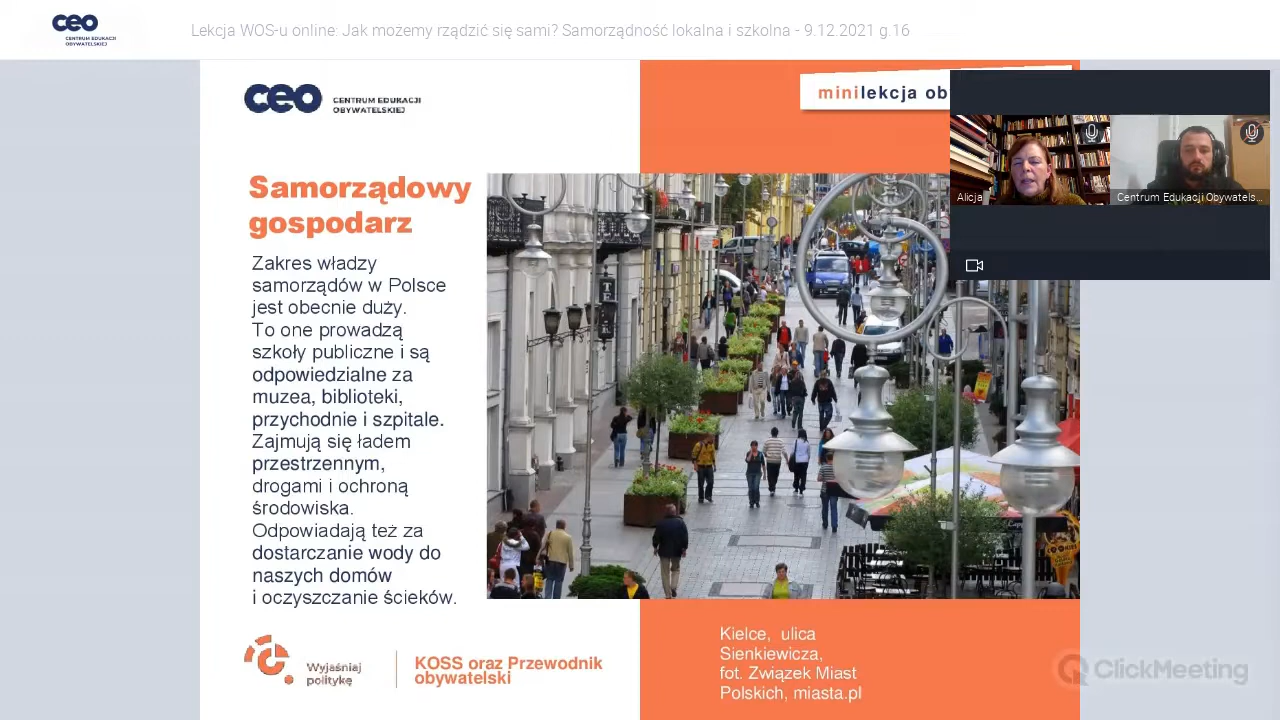 ceo
CENTRUM EDUKACJI
OBYWATELSKIEJ
Lekcja WOS-u online: Jak możemy rządzić się sami? Samorządność lokalna i szkolna - 9.12.2021 g.16
ceo
CENTRUM EDUKACJI
OBYWATELSKIEJ
minilekcja ob
Alicja
Centrum Edukacji Obywatels...
Samorządowy
gospodarz
Zakres władzy
samorządów w Polsce
jest obecnie duży.
To one prowadzą
szkoły publiczne i są
odpowiedzialne za
muzea, biblioteki,
przychodnie i szpitale.
Zajmują się ładem
przestrzennym,
drogami i ochroną
środowiska.
Odpowiadają też za
dostarczanie wody do
naszych domów
i oczyszczanie ścieków.
Wyjaśniaj
politykę
KOSS oraz Przewodnik
obywatelski
Kielce, ulica
Sienkiewicza,
fot. Związek Miast
Polskich, miasta.pl
ClickMeeting